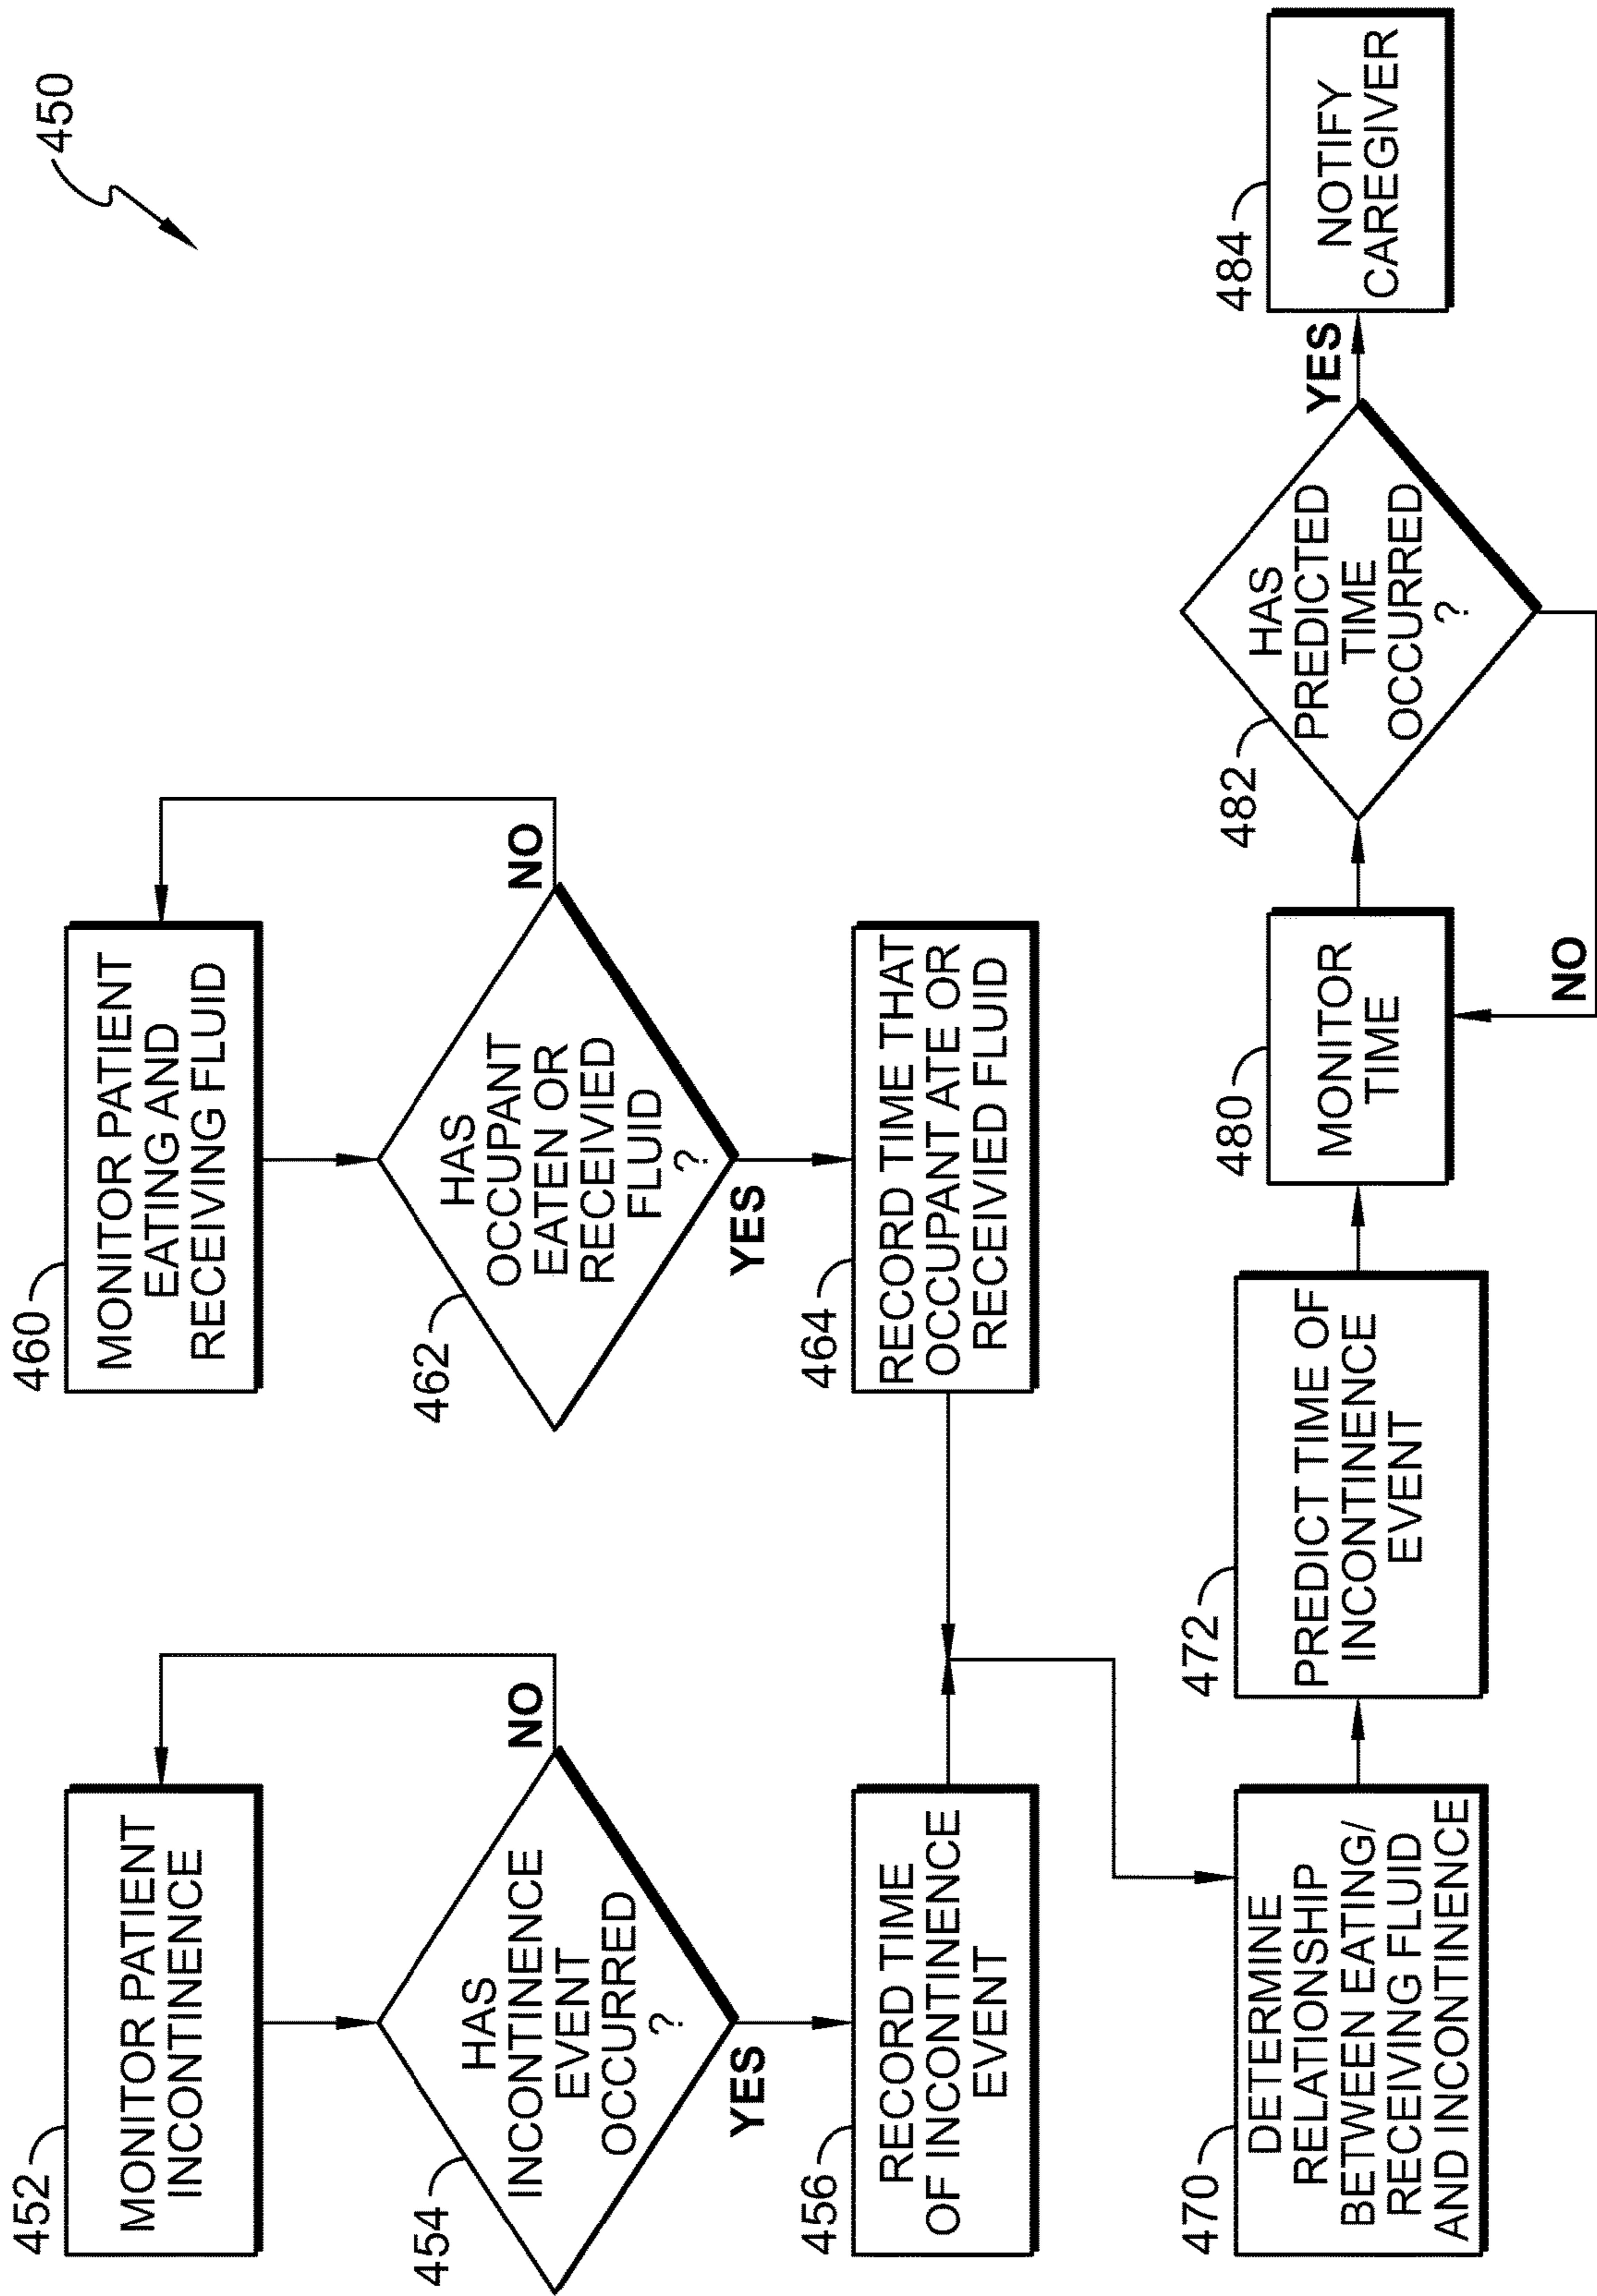 450
452
MONITOR PATIENT
INCONTINENCE
454
HAS
INCONTINENCE
EVENT
OCCURRED
?
NO
YES
456
RECORD TIME
OF INCONTINENCE
EVENT
460
MONITOR PATIENT
EATING AND
RECEIVING FLUID
462
HAS
OCCUPANT
EATEN OR
RECEIVIED
FLUID
?
NO
YES
464
RECORD TIME THAT
OCCUPANT ATE OR
RECEIVIED FLUID
470
DETERMINE
RELATIONSHIP
BETWEEN EATING/
RECEIVING FLUID
AND INCONTINENCE
472
PREDICT TIME OF
INCONTINENCE
EVENT
480
MONITOR
TIME
482
HAS
PREDICTED
TIME
OCCURRED
?
NO
YES
484
NOTIFY
CAREGIVER